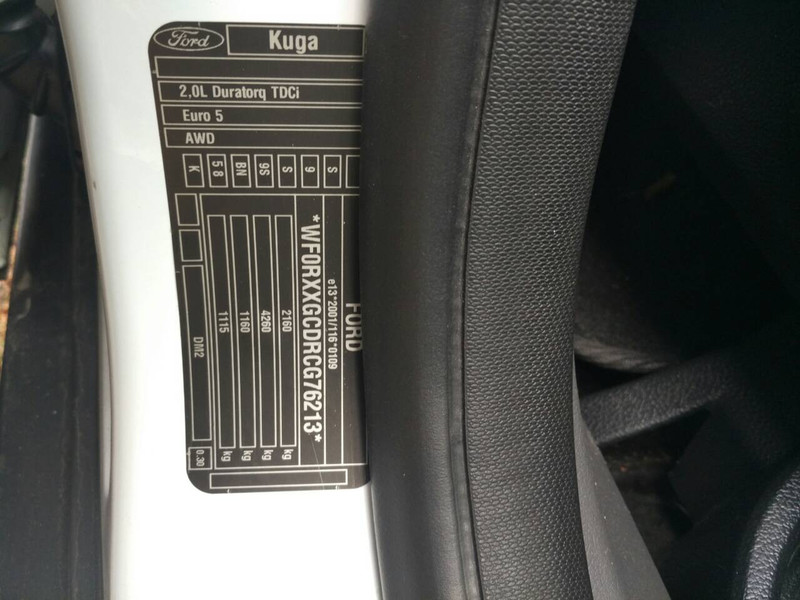 Ford
Kuga
2,0L Duratorq TDCi
Euro 5
AWD
K
58
BN
9S
S
9
S
FORD
e13*2001/116*0109
*WF0RXXGCDRCG76213*
2160 kg
4260 kg
1160 kg
1115 kg
DM2
0.30